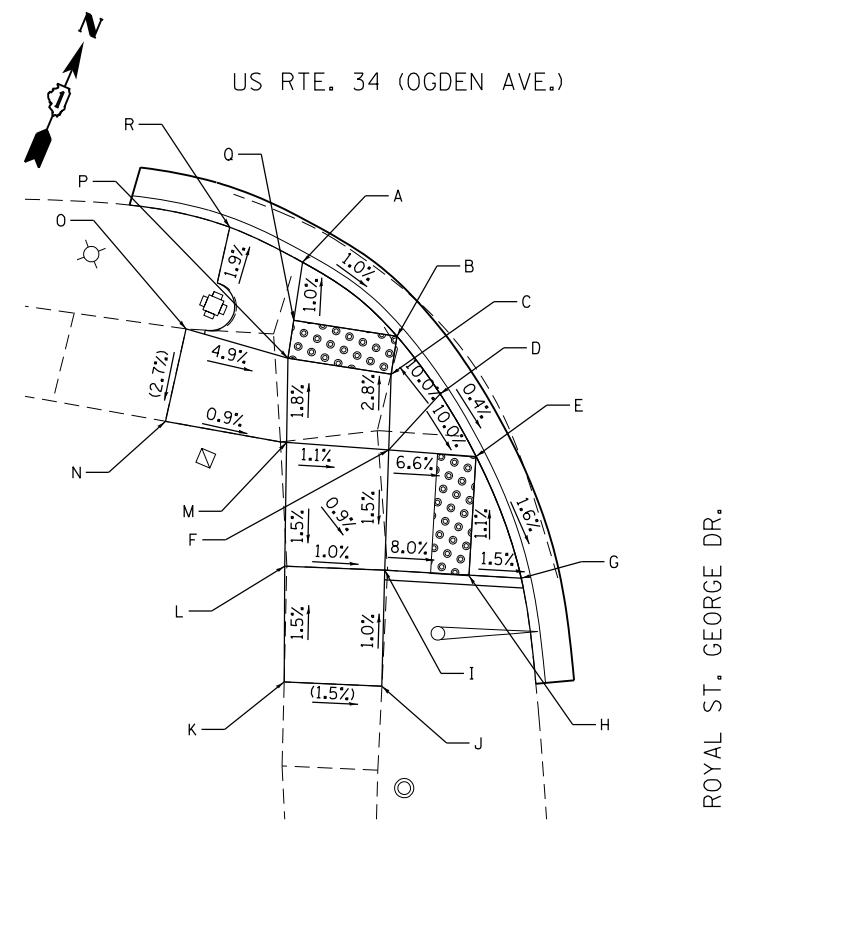 N
1
US RTE. 34 (OGDEN AVE.)
R
Q
P
A
O
1.9%
1.0%
1.0%
B
C
D
4.9%
(2.7%)
10.0%
0.4%
2.8%
1.8%
10.0%
E
0.9%
N
1.1%
6.6%
M
1.5%
0.9%
1.5%
1.6%
1.1%
F
1.0%
8.0%
1.5%
G
L
1.5%
1.0%
I
(1.5%)
K
J
H
ROYAL ST. GEORGE DR.